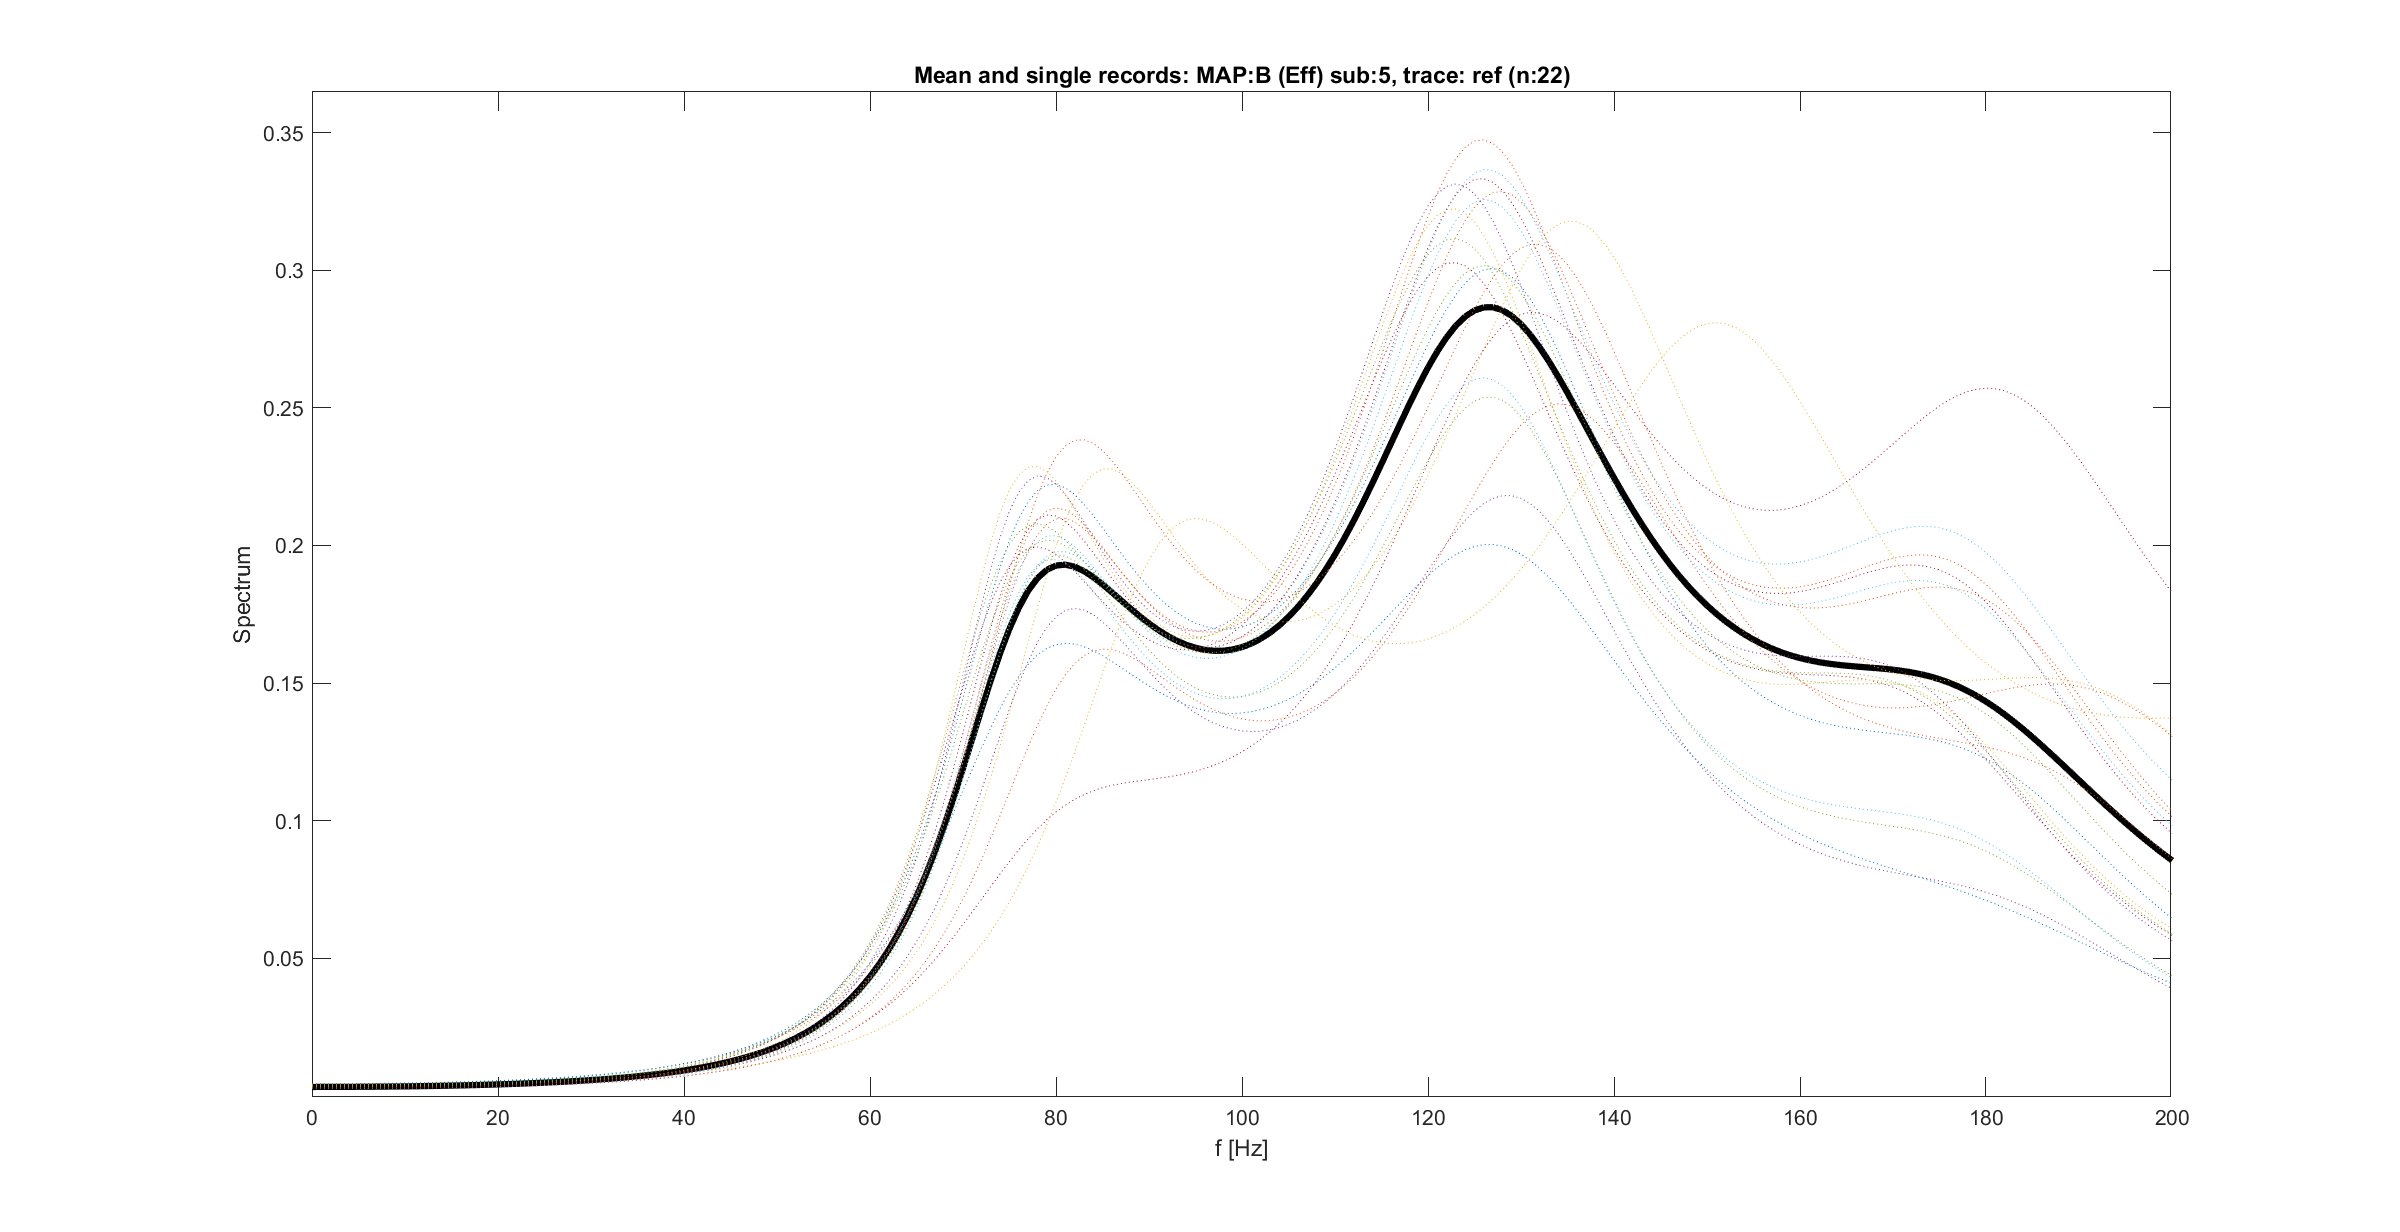 Mean and single records: MAP:B (Eff) sub:5, trace: ref (n:22)
0.35
0.3
0.25
0.2
0.15
0.1
0.05
Spectrum
0 20 40 60 80 100 120 140 160 180 200
f [Hz]